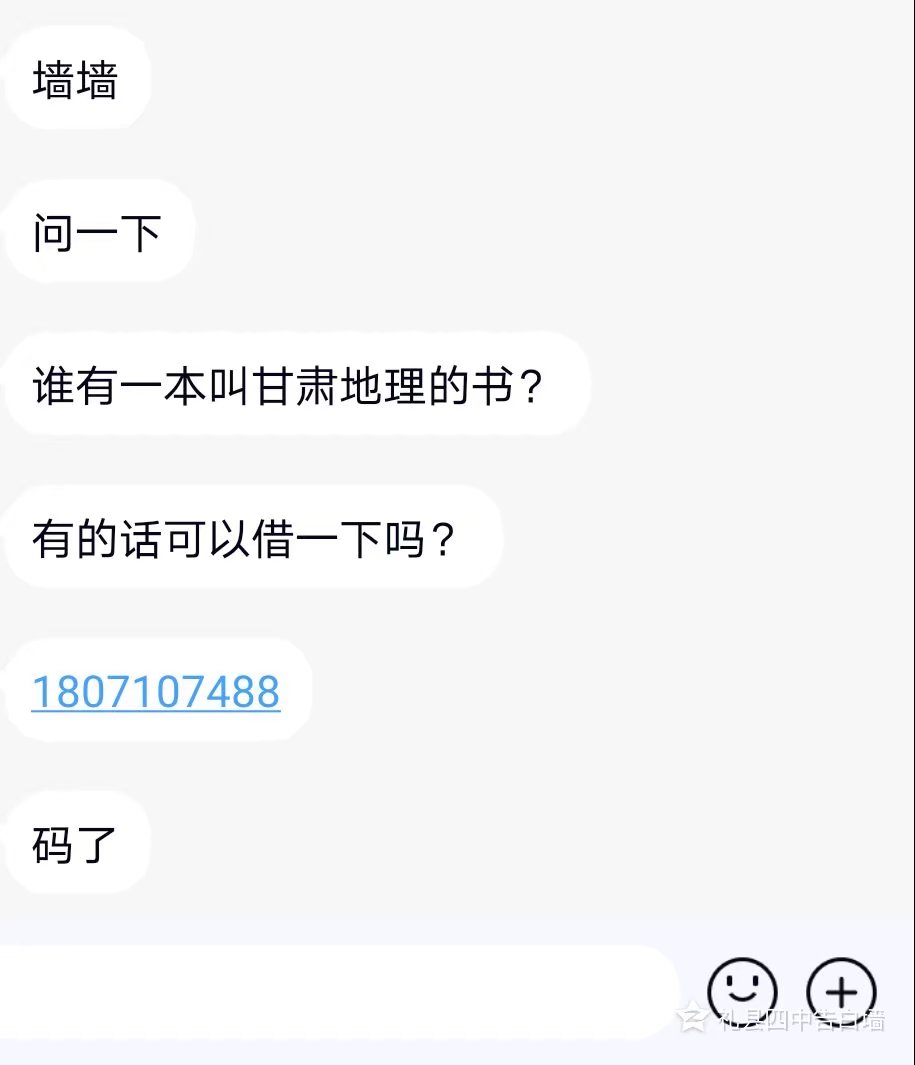 墙墙
问一下
谁有一本叫甘肃地理的书？
有的话可以借一下吗？
1807107488
码了
礼县四中告白墙